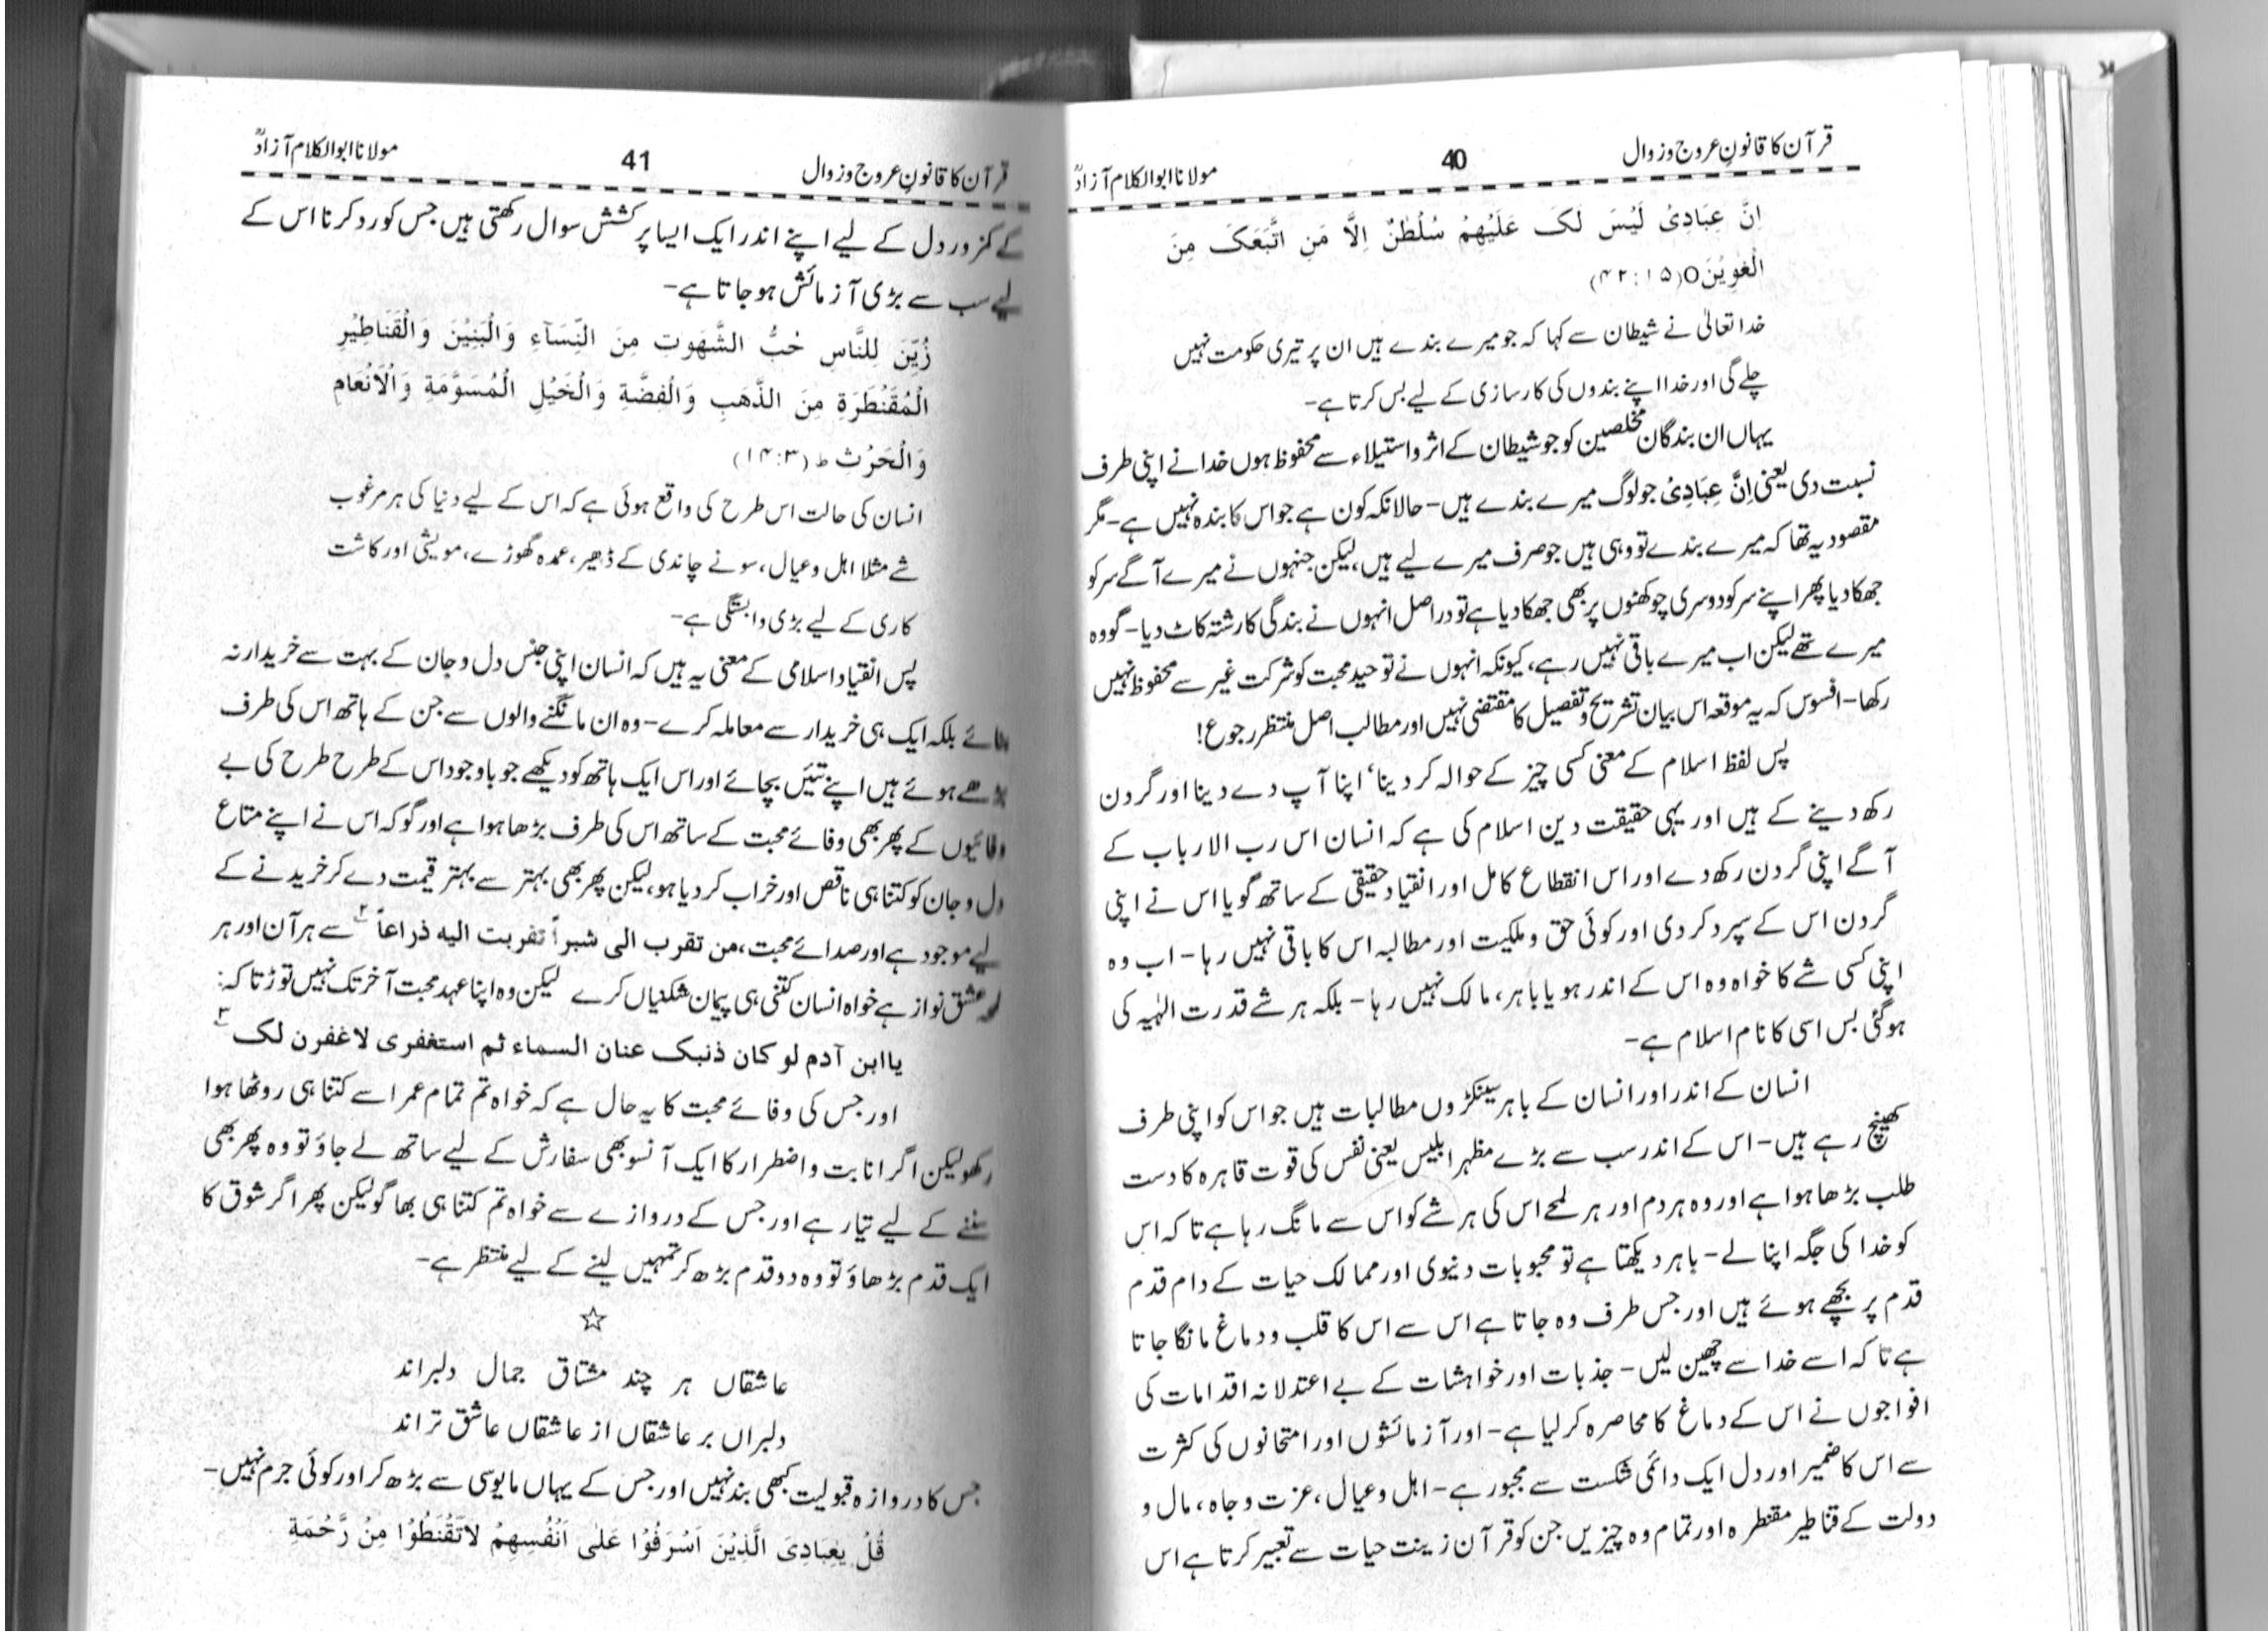 قرآن کا قانونِ عروج وزوال 40 مولانا ابوالکلام آزادؒ
اِنَّ عِبَادِیْ لَیْسَ لَکَ عَلَیْهِمْ سُلْطٰنٌ اِلَّا مَنِ اتَّبَعَکَ مِنَ
الْغٰوِیْنَO(۴۲:۱۵)
خدا تعالیٰ نے شیطان سے کہا کہ جو میرے بندے ہیں ان پر تیری حکومت نہیں
چلے گی اور خدا اپنے بندوں کی کارسازی کے لیے بس کرتا ہے-
یہاں ان بندگان مخلصین کو جو شیطان کے اثر واستیلاء سے محفوظ ہوں خدا نے اپنی طرف
نسبت دی یعنی اِنَّ عِبَادِیْ جو لوگ میرے بندے ہیں-حالانکہ کون ہے جو اس کا بندہ نہیں ہے-مگر
مقصود یہ تھا کہ میرے بندے تو وہی ہیں جو صرف میرے لیے ہیں،لیکن جنہوں نے میرے آگے سر کو
جھکا دیا پھر اپنے سر کو دوسری چوکھٹوں پر بھی جھکا دیا ہے تو دراصل انہوں نے بندگی کا رشتہ کاٹ دیا-گو وہ
میرے تھے لیکن اب میرے باقی نہیں رہے،کیونکہ انہوں نے توحید محبت کو شرکت غیر سے محفوظ نہیں
رکھا-افسوس کہ یہ موقعہ اس بیان تشریح وتفصیل کا مقتضی نہیں اور مطالب اصل منتظر رجوع!
پس لفظ اسلام کے معنی کسی چیز کے حوالہ کر دینا، اپنا آپ دے دینا اور گردن
رکھ دینے کے ہیں اور یہی حقیقت دین اسلام کی ہے کہ انسان اس رب الارباب کے
آگے اپنی گردن رکھ دے اور اس انقطاع کامل اور انقیاد حقیقی کے ساتھ گویا اس نے اپنی
گردن اس کے سپرد کر دی اور کوئی حق وملکیت اور مطالبہ اس کا باقی نہیں رہا-اب وہ
اپنی کسی شے کا خواہ وہ اس کے اندر ہو یا باہر، مالک نہیں رہا- بلکہ ہر شے قدرت الٰہیہ کی
ہو گئی بس اسی کا نام اسلام ہے-
انسان کے اندر اور انسان کے باہر سینکڑوں مطالبات ہیں جو اس کو اپنی طرف
کھینچ رہے ہیں-اس کے اندر سب سے بڑے مظہر ابلیس یعنی نفس کی قوت قاہرہ کا دست
طلب بڑھا ہوا ہے اور وہ ہر دم اور ہر لمحے اس کی ہر شے کو اس سے مانگ رہا ہے تا کہ اس
کو خدا کی جگہ اپنا لے-باہر دیکھتا ہے تو محبوبات دنیوی اور ممالک حیات کے دام قدم
قدم پر بچھے ہوئے ہیں اور جس طرف وہ جاتا ہے اس سے اس کا قلب ودماغ مانگا جاتا
ہے تا کہ اسے خدا سے چھین لیں- جذبات اور خواہشات کے بے اعتدلانہ اقدامات کی
افواجوں نے اس کے دماغ کا محاصرہ کر لیا ہے-اور آزمائشوں اور امتحانوں کی کثرت
سے اس کا ضمیر اور دل ایک دائمی شکست سے مجبور ہے-اہل وعیال،عزت وجاہ، مال و
دولت کے قناطیر مقنطرہ اور تمام وہ چیزیں جن کو قرآن زینت حیات سے تعبیر کرتا ہے اس
قرآن کا قانونِ عروج وزوال 41 مولانا ابوالکلام آزادؒ
کے کمزور دل کے لیے اپنے اندر ایک ایسا پر کشش سوال رکھتی ہیں جس کو رد کرنا اس کے
لیے سب سے بڑی آزمائش ہو جاتا ہے-
زُیِّنَ لِلنَّاسِ حُبُّ الشَّهَوٰتِ مِنَ النِّسَآءِ وَالْبَنِیْنَ وَالْقَنَاطِیْرِ
الْمُقَنْطَرَةِ مِنَ الذَّهَبِ وَالْفِضَّةِ وَالْخَیْلِ الْمُسَوَّمَةِ وَالْاَنْعَامِ
وَالْحَرْثِ ط (۱۴:۳)
انسان کی حالت اس طرح کی واقع ہوئی ہے کہ اس کے لیے دنیا کی ہر مرغوب
شے مثلا اہل وعیال،سونے چاندی کے ڈھیر،عمدہ گھوڑے،مویشی اور کاشت
کاری کے لیے بڑی وابستگی ہے-
پس انقیاد اسلامی کے معنی یہ ہیں کہ انسان اپنی جنس دل وجان کے بہت سے خریدار نہ
بنائے بلکہ ایک ہی خریدار سے معاملہ کرے-وہ ان مانگنے والوں سے جن کے ہاتھ اس کی طرف
بڑھے ہوئے ہیں اپنے تئیں بچائے اور اس ایک ہاتھ کو دیکھے جو باوجود اس کے طرح طرح کی بے
وفائیوں کے پھر بھی وفائے محبت کے ساتھ اس کی طرف بڑھا ہوا ہے اور گو کہ اس نے اپنے متاع
دل وجان کو کتنا ہی ناقص اور خراب کر دیا ہو،لیکن پھر بھی بہتر سے بہتر قیمت دے کر خریدنے کے
لیے موجود ہے اور صدائے محبت،من تقرب الی شبراً تقربت الیه ذراعاً ۲؎ سے ہر آن اور ہر
لمحہ عشق نواز ہے خواہ انسان کتنی ہی پیمان شکنیاں کرے لیکن وہ اپنا عہد محبت آخر تک نہیں توڑتا کہ:
یاابن آدم لو کان ذنبک عنان السماء ثم استغفری لاغفرن لک ۳؎
اور جس کی وفائے محبت کا یہ حال ہے کہ خواہ تم تمام عمر اسے کتنا ہی روٹھا ہوا
رکھو لیکن اگر انابت واضطرار کا ایک آنسو بھی سفارش کے لیے ساتھ لے جاؤ تو وہ پھر بھی
سننے کے لیے تیار ہے اور جس کے دروازے سے خواہ تم کتنا ہی بھاگو لیکن پھر اگر شوق کا
ایک قدم بڑھاؤ تو وہ دو قدم بڑھ کر تمہیں لینے کے لیے منتظر ہے-
☆
عاشقاں ہر چند مشتاق جمال دلبراند
دلبراں بر عاشقاں از عاشقاں عاشق تراند
جس کا دروازہ قبولیت کبھی بند نہیں اور جس کے یہاں مایوسی سے بڑھ کر اور کوئی جرم نہیں-
قُلْ یٰعِبَادِیَ الَّذِیْنَ اَسْرَفُوْا عَلٰی اَنْفُسِهِمْ لَاتَقْنَطُوْا مِنْ رَّحْمَةِ